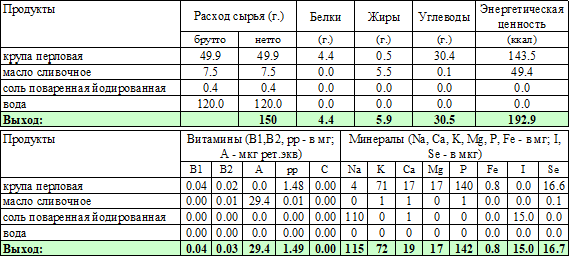 Продукты Расход сырья (г.) Белки Жиры Углеводы Энергетическая ценность
брутто нетто (г.) (г.) (г.) (ккал)
крупа перловая 49.9 49.9 4.4 0.5 30.4 143.5
масло сливочное 7.5 7.5 0.0 5.5 0.1 49.4
соль поваренная йодированная 0.4 0.4 0.0 0.0 0.0 0.0
вода 120.0 120.0 0.0 0.0 0.0 0.0
Выход: 150 4.4 5.9 30.5 192.9
Продукты Витамины (B1,B2, pp - в мг; A - мкг рет.экв) Минералы (Na, Ca, K, Mg, P, Fe - в мг; I, Se - в мкг)
B1 B2 A pp C Na K Ca Mg P Fe I Se
крупа перловая 0.04 0.02 0.0 1.48 0.00 4 71 17 17 140 0.8 0.0 16.6
масло сливочное 0.00 0.01 29.4 0.01 0.00 1 1 1 0 1 0.0 0.0 0.1
соль поваренная йодированная 0.00 0.00 0.0 0.00 0.00 110 0 1 0 0 0.0 15.0 0.0
вода 0.00 0.00 0.0 0.00 0.00 0 0 0 0 0 0.0 0.0 0.0
Выход: 0.04 0.03 29.4 1.49 0.00 115 72 19 17 142 0.8 15.0 16.7